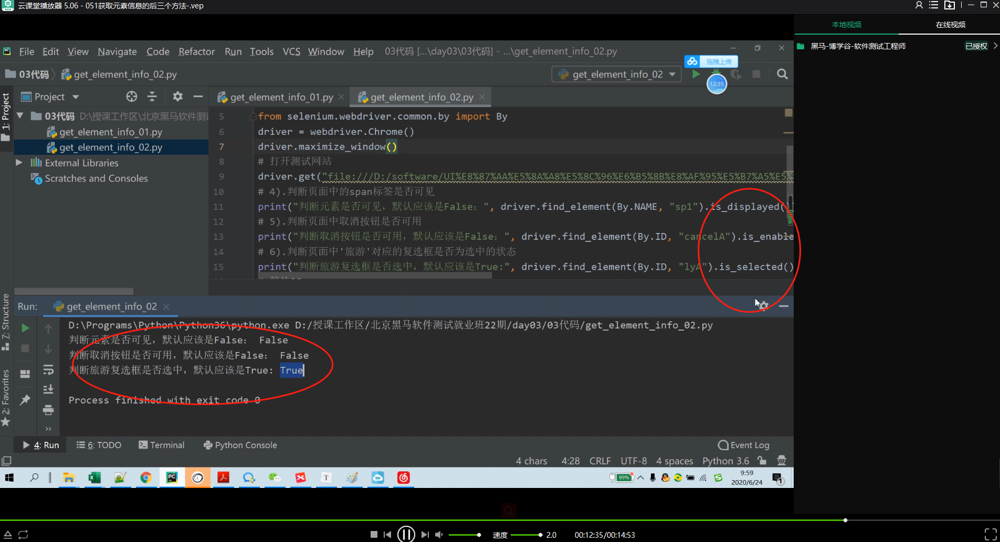 云课堂播放器 5.06 - 051获取元素信息的后三个方法-.vep
本地视频 在线视频
黑马-博学谷-软件测试工程师 已授权
File Edit View Navigate Code Refactor Run Tools VCS Window Help 03代码 [...\day03\03代码] - ...\get_element_info_02.py
拖拽上传
03代码 get_element_info_02.py get_element_info_02
12:35
1: Project
Project get_element_info_01.py get_element_info_02.py
03代码 D:\授课工作区\北京黑马软件测
get_element_info_01.py
get_element_info_02.py
External Libraries
Scratches and Consoles
5 from selenium.webdriver.common.by import By
6 driver = webdriver.Chrome()
7 driver.maximize_window()
8 # 打开测试网站
9 driver.get("file:///D:/software/UI%E8%87%AA%E5%8A%A8%E5%8C%96%E6%B5%8B%E8%AF%95%E5%B7%A5%E5%
10 # 4).判断页面中的span标签是否可见
11 print("判断元素是否可见，默认应该是False：", driver.find_element(By.NAME, "sp1").is_displayed()
12 # 5).判断页面中取消按钮是否可用
13 print("判断取消按钮是否可用，默认应该是False：", driver.find_element(By.ID, "cancelA").is_enable
14 # 6).判断页面中'旅游'对应的复选框是否为选中的状态
15 print("判断旅游复选框是否选中，默认应该是True:", driver.find_element(By.ID, "lyA").is_selected()
Run: get_element_info_02
Z: Structure
2: Favorites
D:\Programs\Python\Python36\python.exe D:/授课工作区/北京黑马软件测试就业班22期/day03/03代码/get_element_info_02.py
判断元素是否可见，默认应该是False： False
判断取消按钮是否可用，默认应该是False： False
判断旅游复选框是否选中，默认应该是True: True
Process finished with exit code 0
4: Run 6: TODO Terminal Python Console Event Log
4 chars 4:28 CRLF UTF-8 4 spaces Python 3.6
99%
9:59
2020/6/24
1
速度 2.0 00:12:35/00:14:53